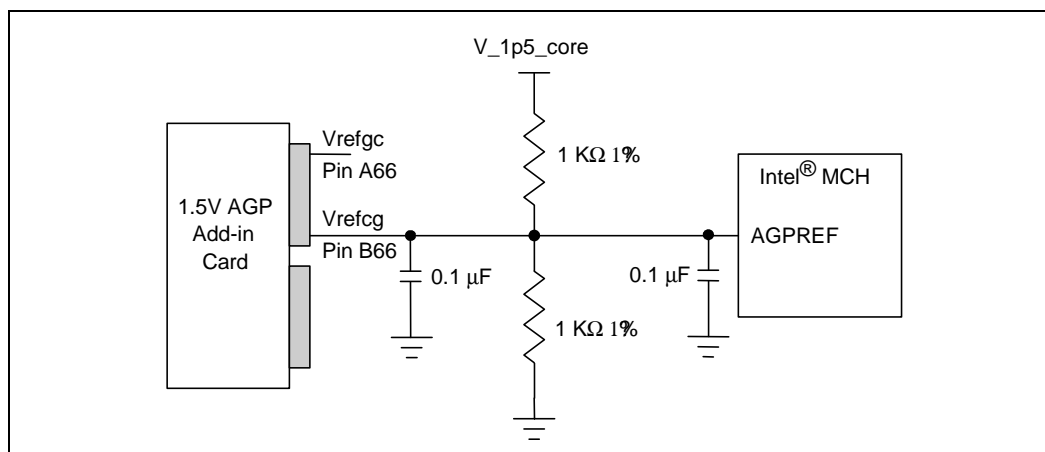 V_1p5_core
Vrefgc
Pin A66
1 KΩ 1%
Intel® MCH
1.5V AGP
Add-in
Card
Vrefcg
Pin B66
AGPREF
0.1 μF
0.1 μF
1 KΩ 1%